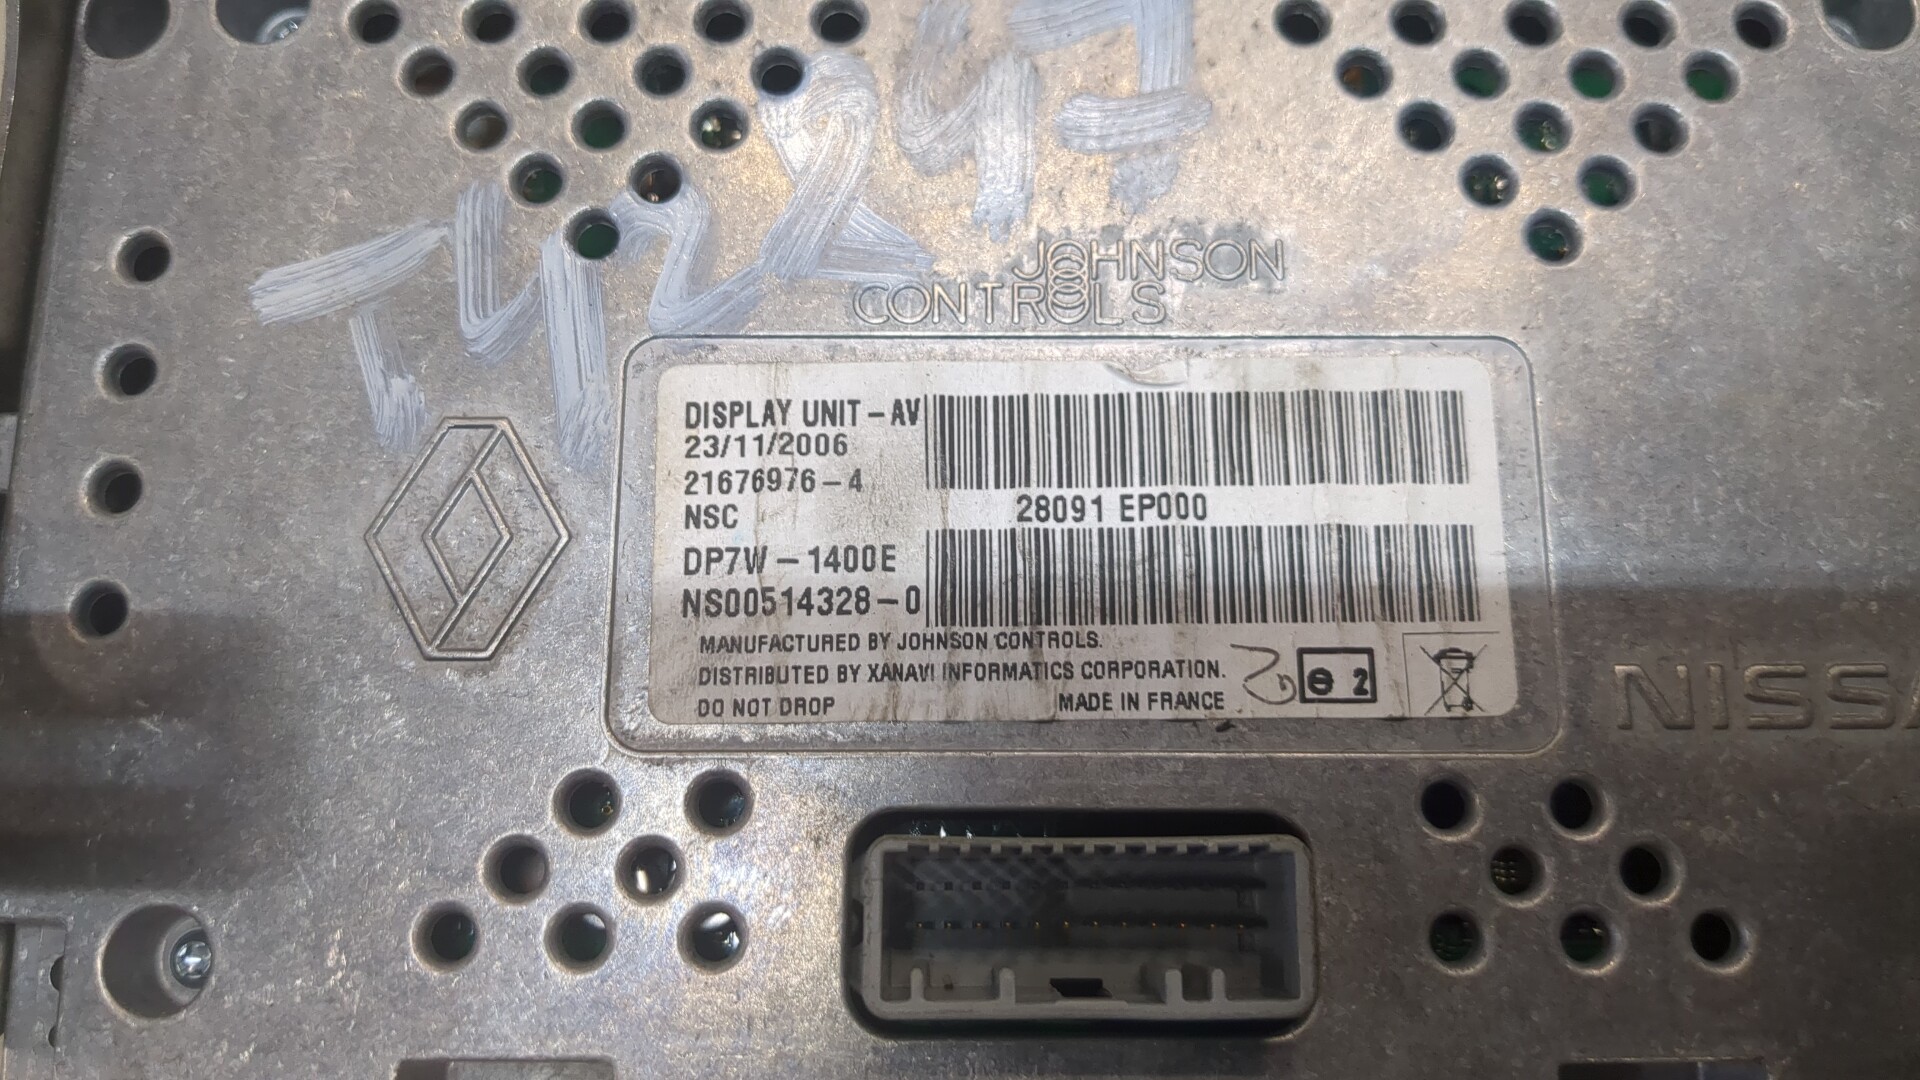 JOHNSON
CONTROLS
DISPLAY UNIT - AV
23/11/2006
21676976-4
NSC
28091 EP000
DP7W-1400E
NS00514328-0
MANUFACTURED BY JOHNSON CONTROLS.
DISTRIBUTED BY XANAVI INFORMATICS CORPORATION.
DO NOT DROP
MADE IN FRANCE
2
NISSA